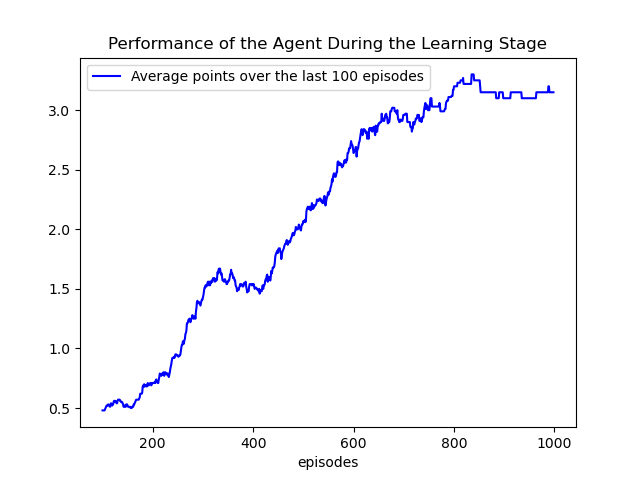 Performance of the Agent During the Learning Stage
Average points over the last 100 episodes
3.0
2.5
2.0
1.5
1.0
0.5
200 400 600 800 1000
episodes